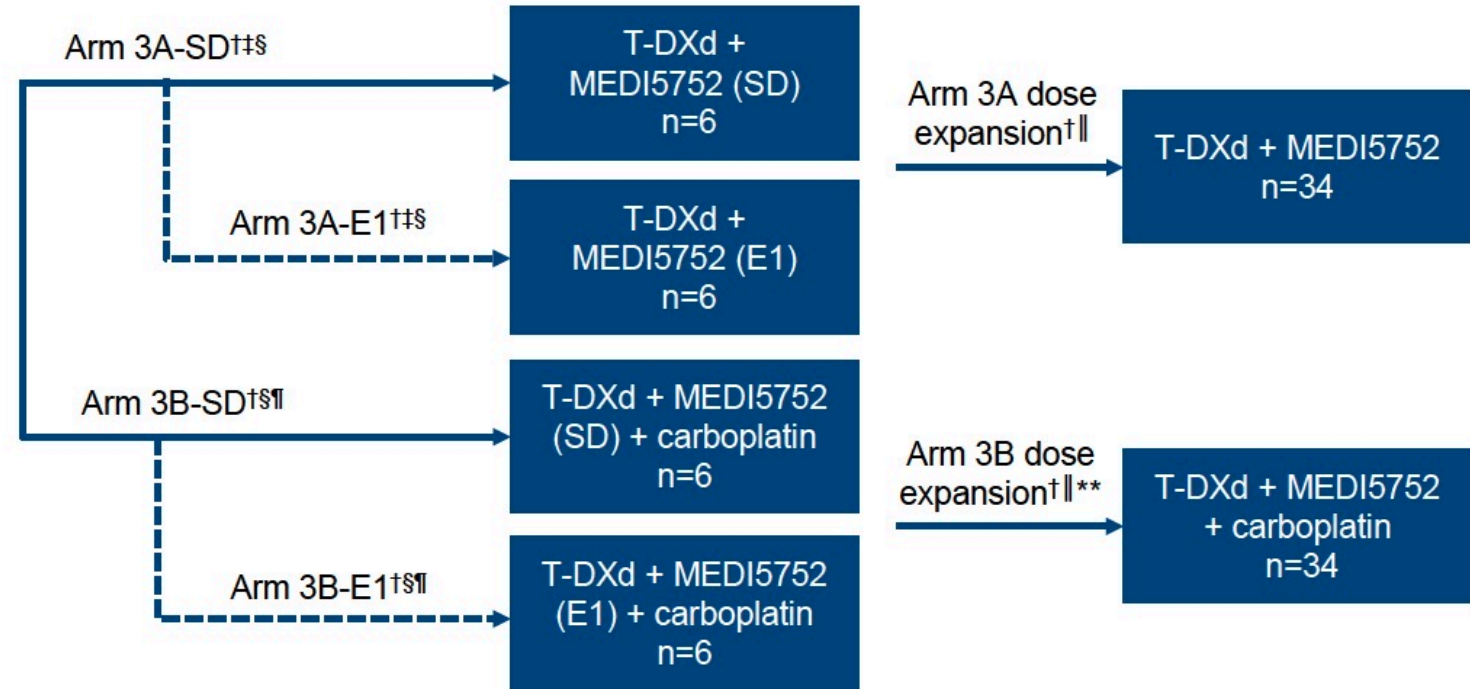 Arm 3A-SD†‡§
T-DXd +
MEDI5752 (SD)
n=6
Arm 3A-E1†‡§
T-DXd +
MEDI5752 (E1)
n=6
Arm 3A dose
expansion†‖
T-DXd + MEDI5752
n=34
Arm 3B-SD†§¶
T-DXd + MEDI5752
(SD) + carboplatin
n=6
Arm 3B-E1†§¶
T-DXd + MEDI5752
(E1) + carboplatin
n=6
Arm 3B dose
expansion†‖**
T-DXd + MEDI5752
+ carboplatin
n=34